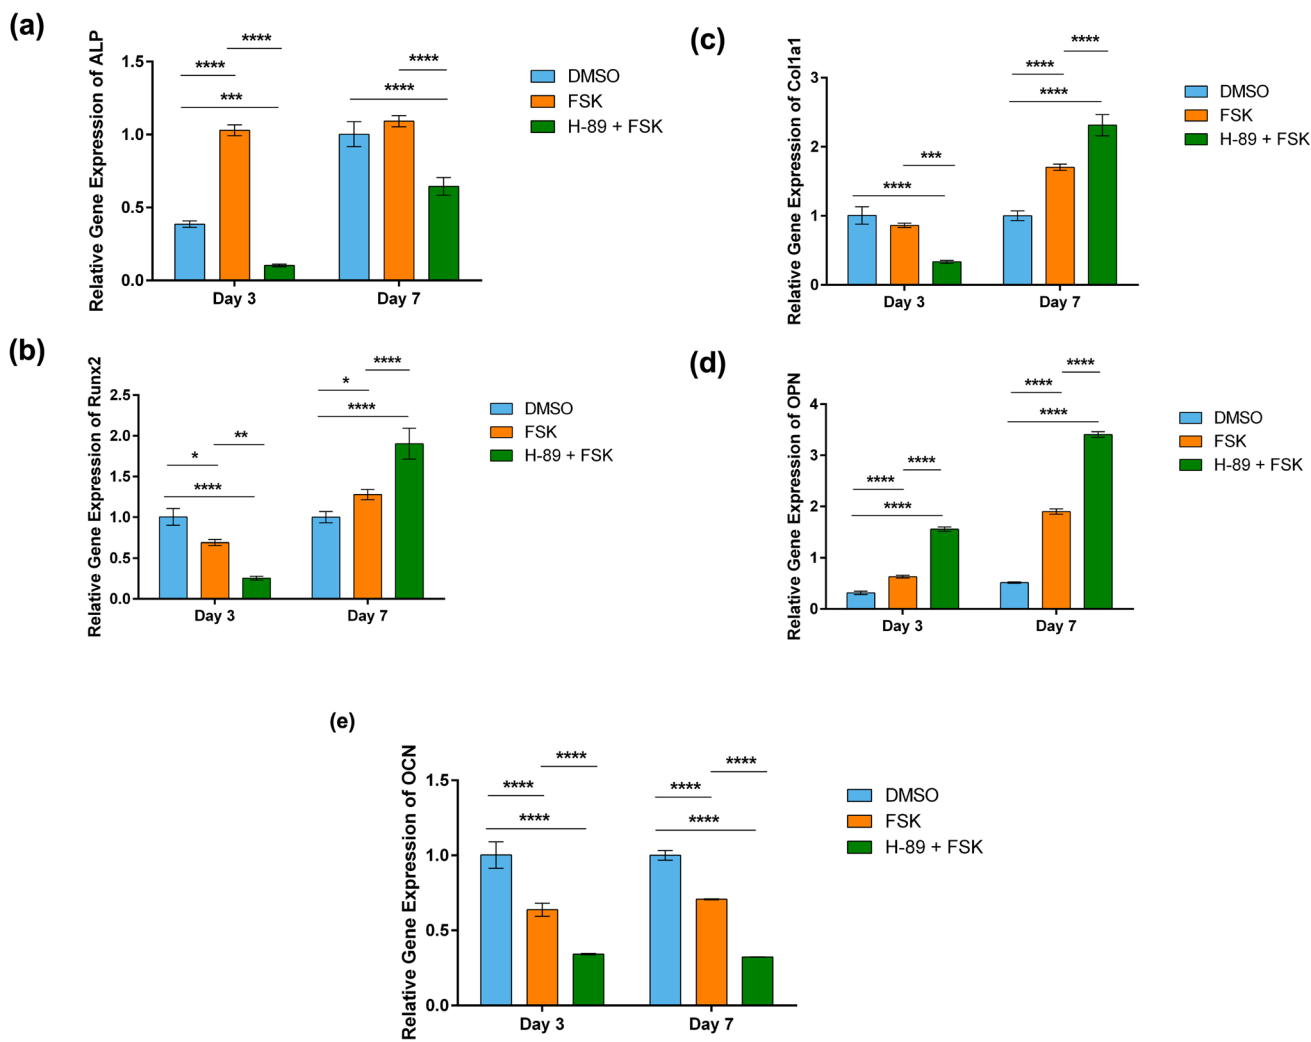 (a)
Relative Gene Expression of ALP
1.5
1.0
0.5
0.0
****
****
***
****
****
Day 3
Day 7
DMSO
FSK
H-89 + FSK
(c)
Relative Gene Expression of Col1a1
3
2
1
0
***
****
****
****
****
Day 3
Day 7
DMSO
FSK
H-89 + FSK
(b)
Relative Gene Expression of Runx2
2.5
2.0
1.5
1.0
0.5
0.0
**
*
****
****
*
****
Day 3
Day 7
DMSO
FSK
H-89 + FSK
(d)
Relative Gene Expression of OPN
4
3
2
1
0
****
****
****
****
****
****
Day 3
Day 7
DMSO
FSK
H-89 + FSK
(e)
Relative Gene Expression of OCN
1.5
1.0
0.5
0.0
****
****
****
****
****
****
Day 3
Day 7
DMSO
FSK
H-89 + FSK